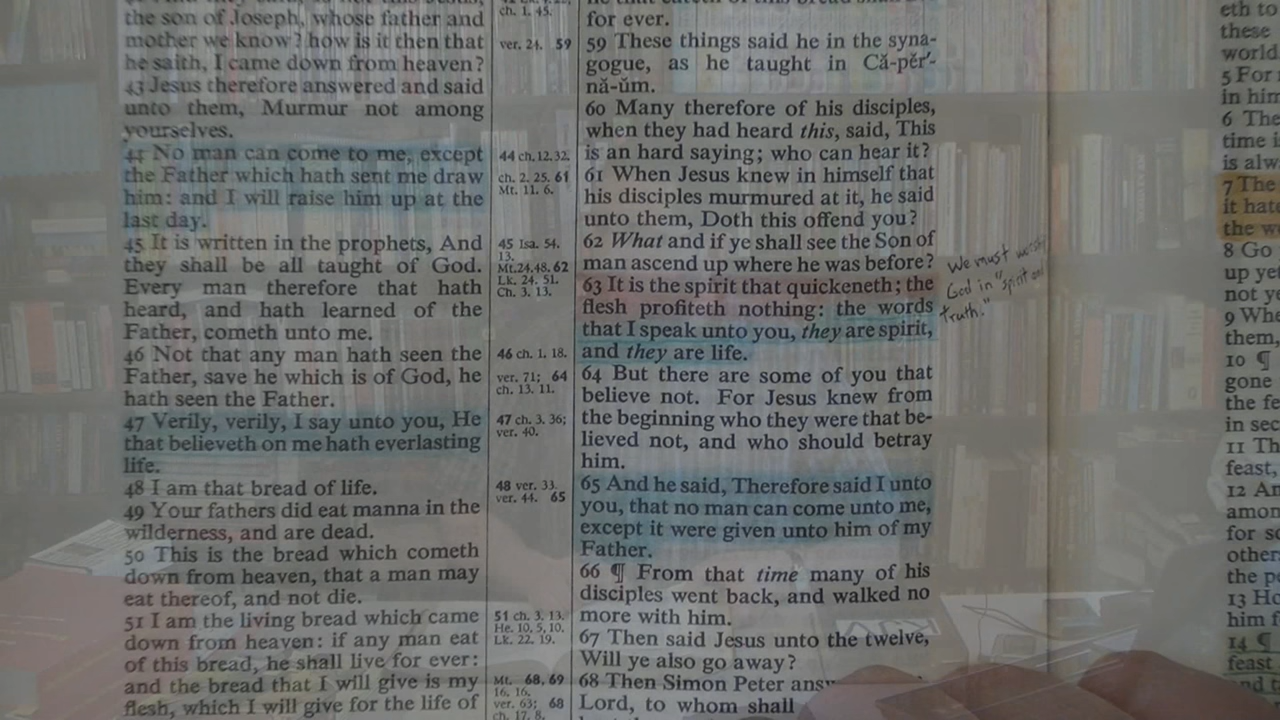 the son of Joseph, whose father and
mother we know? how is it then that
he saith, I came down from heaven?
43 Jesus therefore answered and said
unto them, Murmur not among
yourselves.
44 No man can come to me, except
the Father which hath sent me draw
him: and I will raise him up at the
last day.
45 It is written in the prophets, And
they shall be all taught of God.
Every man therefore that hath
heard, and hath learned of the
Father, cometh unto me.
46 Not that any man hath seen the
Father, save he which is of God, he
hath seen the Father.
47 Verily, verily, I say unto you, He
that believeth on me hath everlasting
life.
48 I am that bread of life.
49 Your fathers did eat manna in the
wilderness, and are dead.
50 This is the bread which cometh
down from heaven, that a man may
eat thereof, and not die.
51 I am the living bread which came
down from heaven: if any man eat
of this bread, he shall live for ever:
and the bread that I will give is my
flesh, which I will give for the life of
ch. 1. 45.
ver. 24. 59
44 ch. 12. 32.
ch. 2. 25. 61
Mt. 11. 6.
45 Isa. 54.
13.
Mt. 24. 48. 62
Lk. 24. 51.
Ch. 3. 13.
46 ch. 1. 18.
ver. 71; 64
ch. 13. 11.
47 ch. 3. 36;
ver. 40.
48 ver. 33.
ver. 44. 65
51 ch. 3. 13.
He. 10. 5, 10.
Lk. 22. 19.
Mt. 68, 69
16. 16.
ver. 63; 68
ch. 17. 8.
for ever.
59 These things said he in the syna-
gogue, as he taught in Că-pĕr'-
nă-ŭm.
60 Many therefore of his disciples,
when they had heard this, said, This
is an hard saying; who can hear it?
61 When Jesus knew in himself that
his disciples murmured at it, he said
unto them, Doth this offend you?
62 What and if ye shall see the Son of
man ascend up where he was before?
63 It is the spirit that quickeneth; the
flesh profiteth nothing: the words
that I speak unto you, they are spirit,
and they are life.
64 But there are some of you that
believe not. For Jesus knew from
the beginning who they were that be-
lieved not, and who should betray
him.
65 And he said, Therefore said I unto
you, that no man can come unto me,
except it were given unto him of my
Father.
66 ¶ From that time many of his
disciples went back, and walked no
more with him.
67 Then said Jesus unto the twelve,
Will ye also go away?
68 Then Simon Peter
Lord, to whom shall
We must
God in "spirit and
truth."
eth to
these
world
5 For
in him
6 The
time i
is alw
7 The
it hate
the w
8 Go
up yet
not ye
9 Whe
them,
10 ¶
gone
the fe
in sec
11 Th
feast,
12 An
amon
for so
other
the p
13 Ho
him f
14 ¶
feast